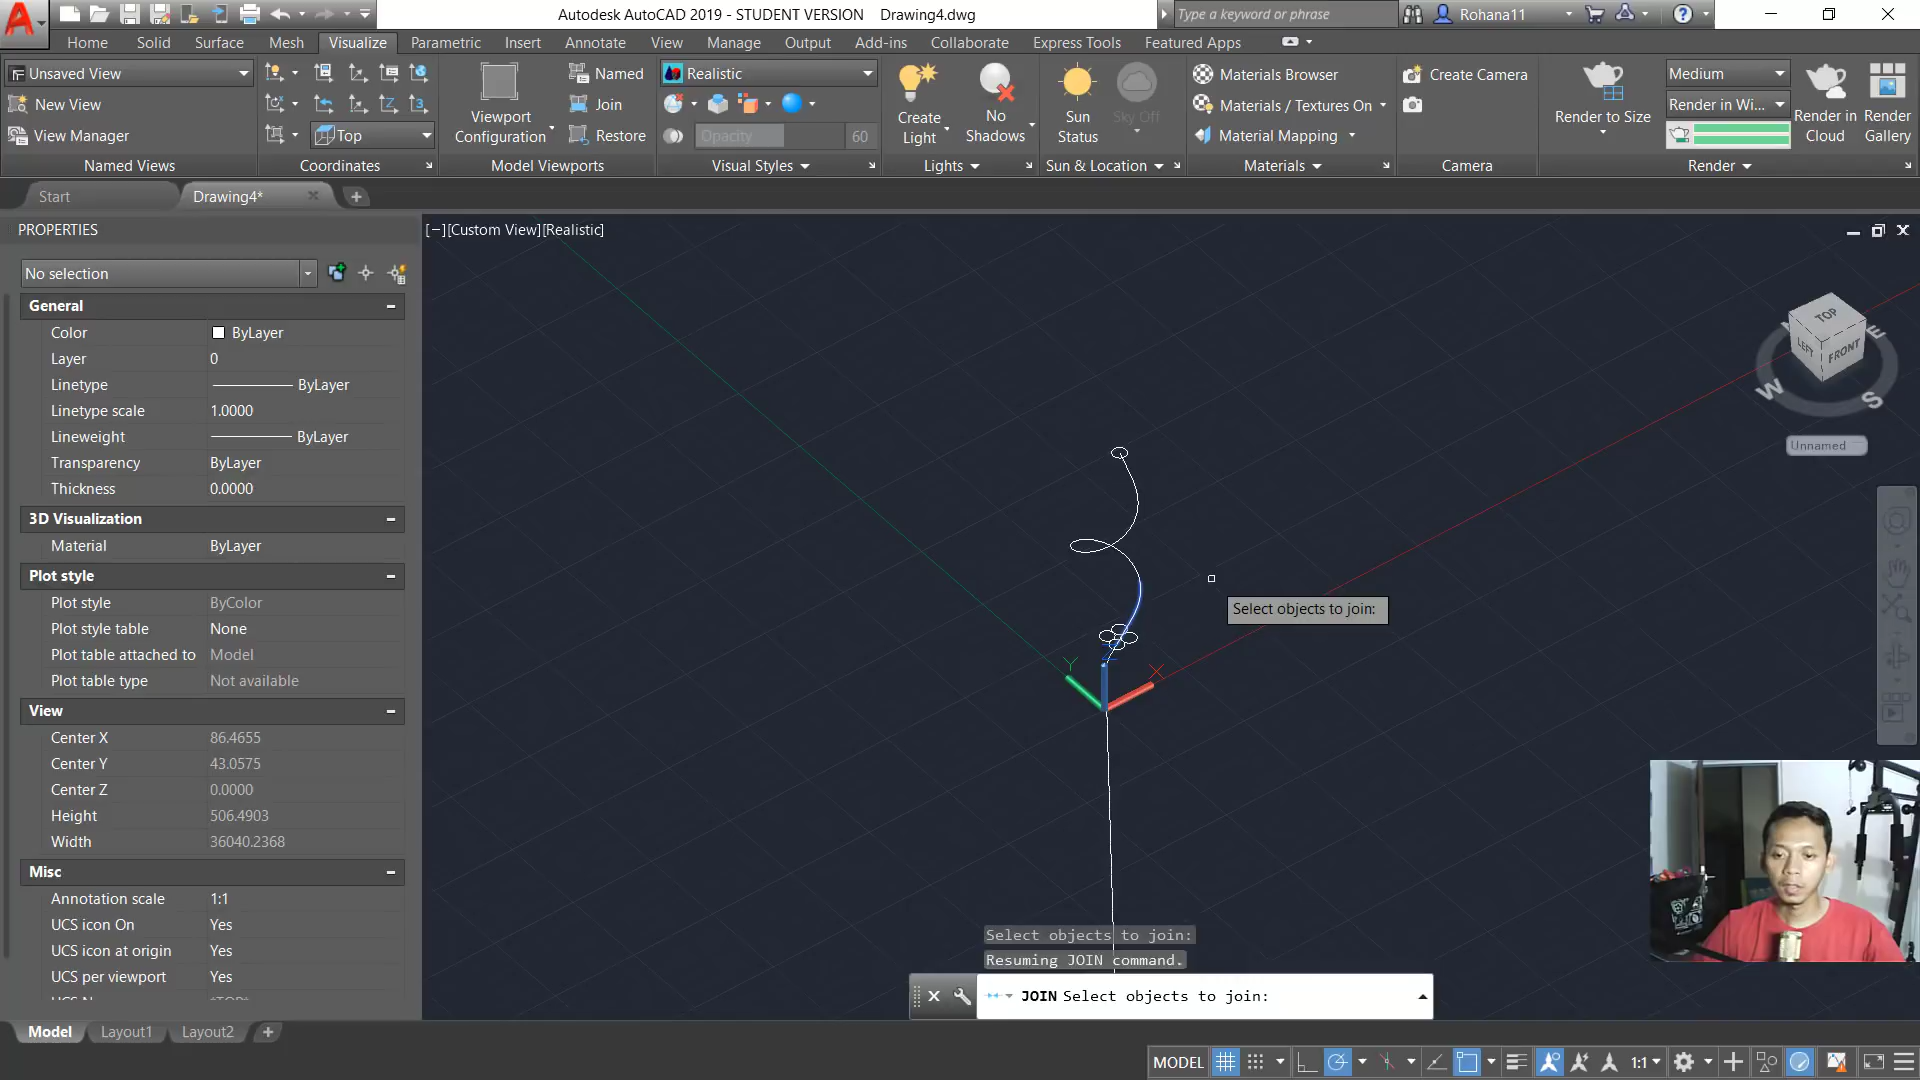 Autodesk AutoCAD 2019 - STUDENT VERSION Drawing4.dwg
Type a keyword or phrase
Rohana11
Home Solid Surface Mesh Visualize Parametric Insert Annotate View Manage Output Add-ins Collaborate Express Tools Featured Apps
Unsaved View
New View
View Manager
Named Views
Top
Coordinates
Viewport
Configuration
Named
Join
Restore
Model Viewports
Realistic
Opacity 60
Visual Styles
Create
Light
No
Shadows
Lights
Sun
Status
Sky Off
Sun & Location
Materials Browser
Materials / Textures On
Material Mapping
Materials
Create Camera
Camera
Render to Size
Medium
Render in Wi...
Render in
Cloud
Render
Gallery
Render
Start Drawing4*
PROPERTIES
No selection
General
Color ByLayer
Layer 0
Linetype ByLayer
Linetype scale 1.0000
Lineweight ByLayer
Transparency ByLayer
Thickness 0.0000
3D Visualization
Material ByLayer
Plot style
Plot style ByColor
Plot style table None
Plot table attached to Model
Plot table type Not available
View
Center X 86.4655
Center Y 43.0575
Center Z 0.0000
Height 506.4903
Width 36040.2368
Misc
Annotation scale 1:1
UCS icon On Yes
UCS icon at origin Yes
UCS per viewport Yes
[−][Custom View][Realistic]
TOP
LEFT
FRONT
E
W
S
Unnamed
Select objects to join:
Y
Z
X
Select objects to join:
Resuming JOIN command.
JOIN Select objects to join:
Model Layout1 Layout2
MODEL
1:1